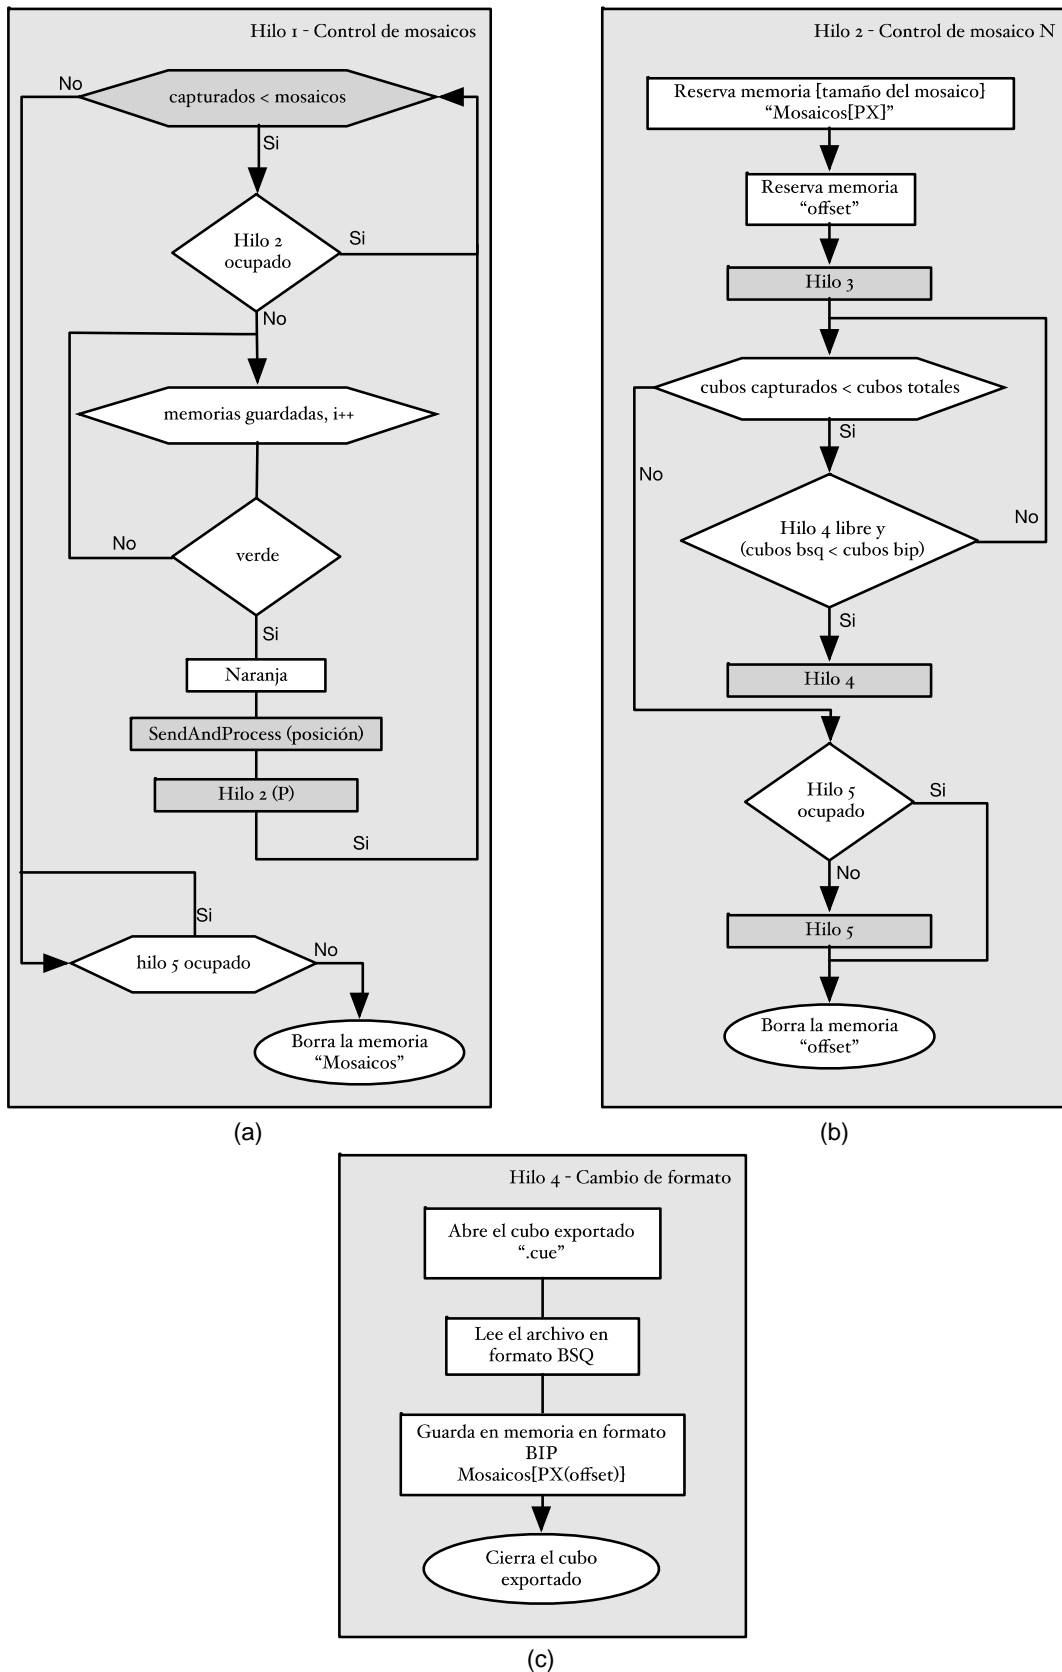 Hilo 1 - Control de mosaicos
No
capturados < mosaicos
Si
Hilo 2
ocupado
Si
No
memorias guardadas, i++
No
verde
Si
Naranja
SendAndProcess (posición)
Hilo 2 (P)
Si
Si
hilo 5 ocupado
No
Borra la memoria
“Mosaicos”
(a)
Hilo 2 - Control de mosaico N
Reserva memoria [tamaño del mosaico}
“Mosaicos[PX]”
Reserva memoria
“offset”
Hilo 3
cubos capturados < cubos totales
Si
No
Hilo 4 libre y
(cubos bsq < cubos bip)
No
Si
Hilo 4
Hilo 5
ocupado
Si
No
Hilo 5
Borra la memoria
“offset”
(b)
Hilo 4 - Cambio de formato
Abre el cubo exportado
“.cue”
Lee el archivo en
formato BSQ
Guarda en memoria en formato
BIP
Mosaicos[PX(offset)}
Cierra el cubo
exportado
(c)